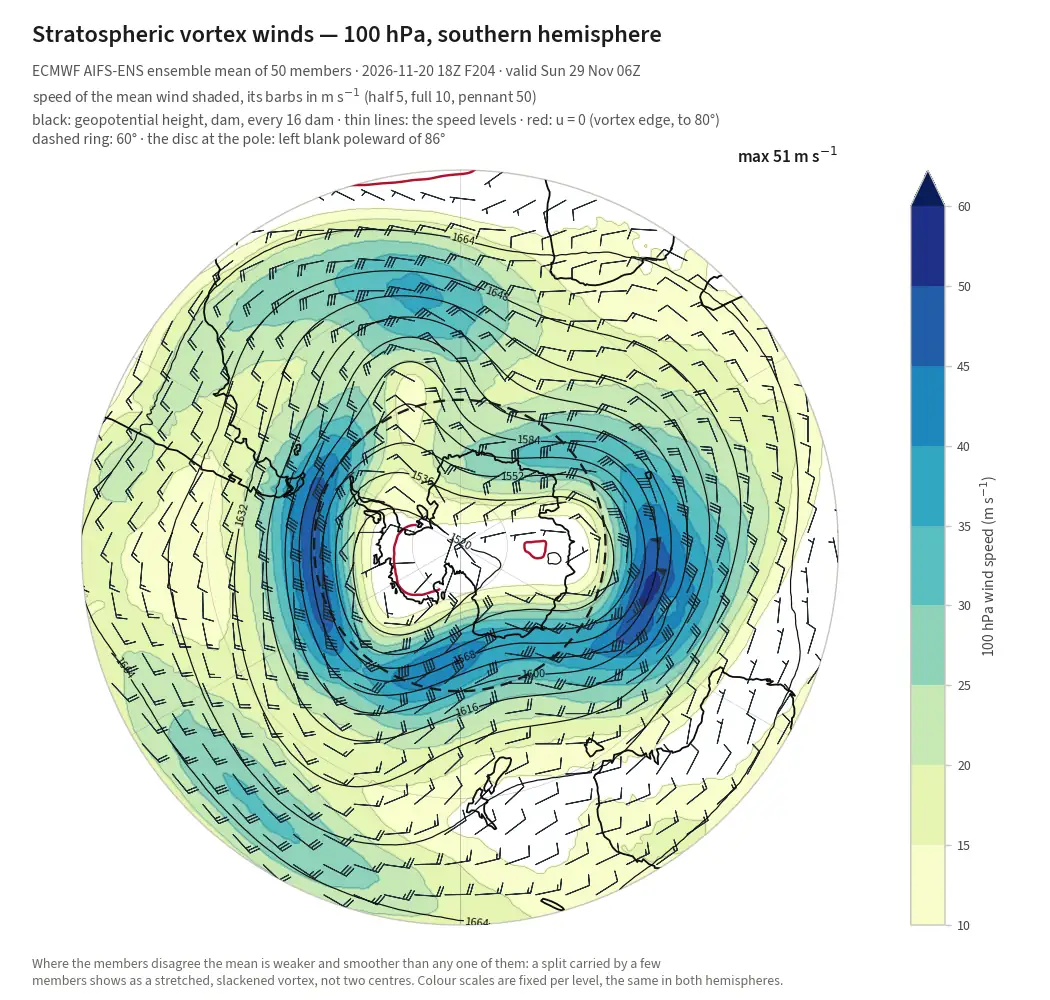 Stratospheric vortex winds — 100 hPa, southern hemisphere
ECMWF AIFS-ENS ensemble mean of 50 members · 2026-11-20 18Z F204 · valid Sun 29 Nov 06Z
speed of the mean wind shaded, its barbs in m s⁻¹ (half 5, full 10, pennant 50)
black: geopotential height, dam, every 16 dam · thin lines: the speed levels · red: u = 0 (vortex edge, to 80°)
dashed ring: 60° · the disc at the pole: left blank poleward of 86°
max 51 m s⁻¹
1664
1648
1584
1552
1536
1632
1520
1568
1600
1616
1664
1664
60
50
45
40
35
30
25
20
15
10
100 hPa wind speed (m s⁻¹)
Where the members disagree the mean is weaker and smoother than any one of them: a split carried by a few
members shows as a stretched, slackened vortex, not two centres. Colour scales are fixed per level, the same in both hemispheres.